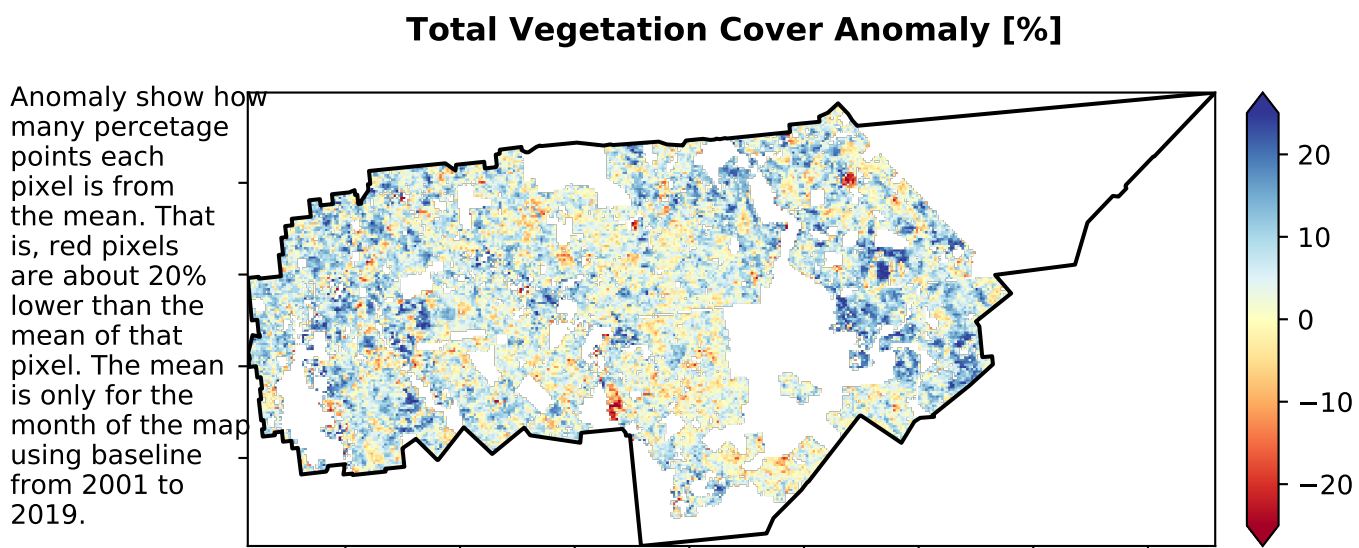 Total Vegetation Cover Anomaly [%]
Anomaly show how
many percetage
points each
pixel is from
the mean. That
is, red pixels
are about 20%
lower than the
mean of that
pixel. The mean
is only for the
month of the map
using baseline
from 2001 to
2019.
20
10
0
−10
−20